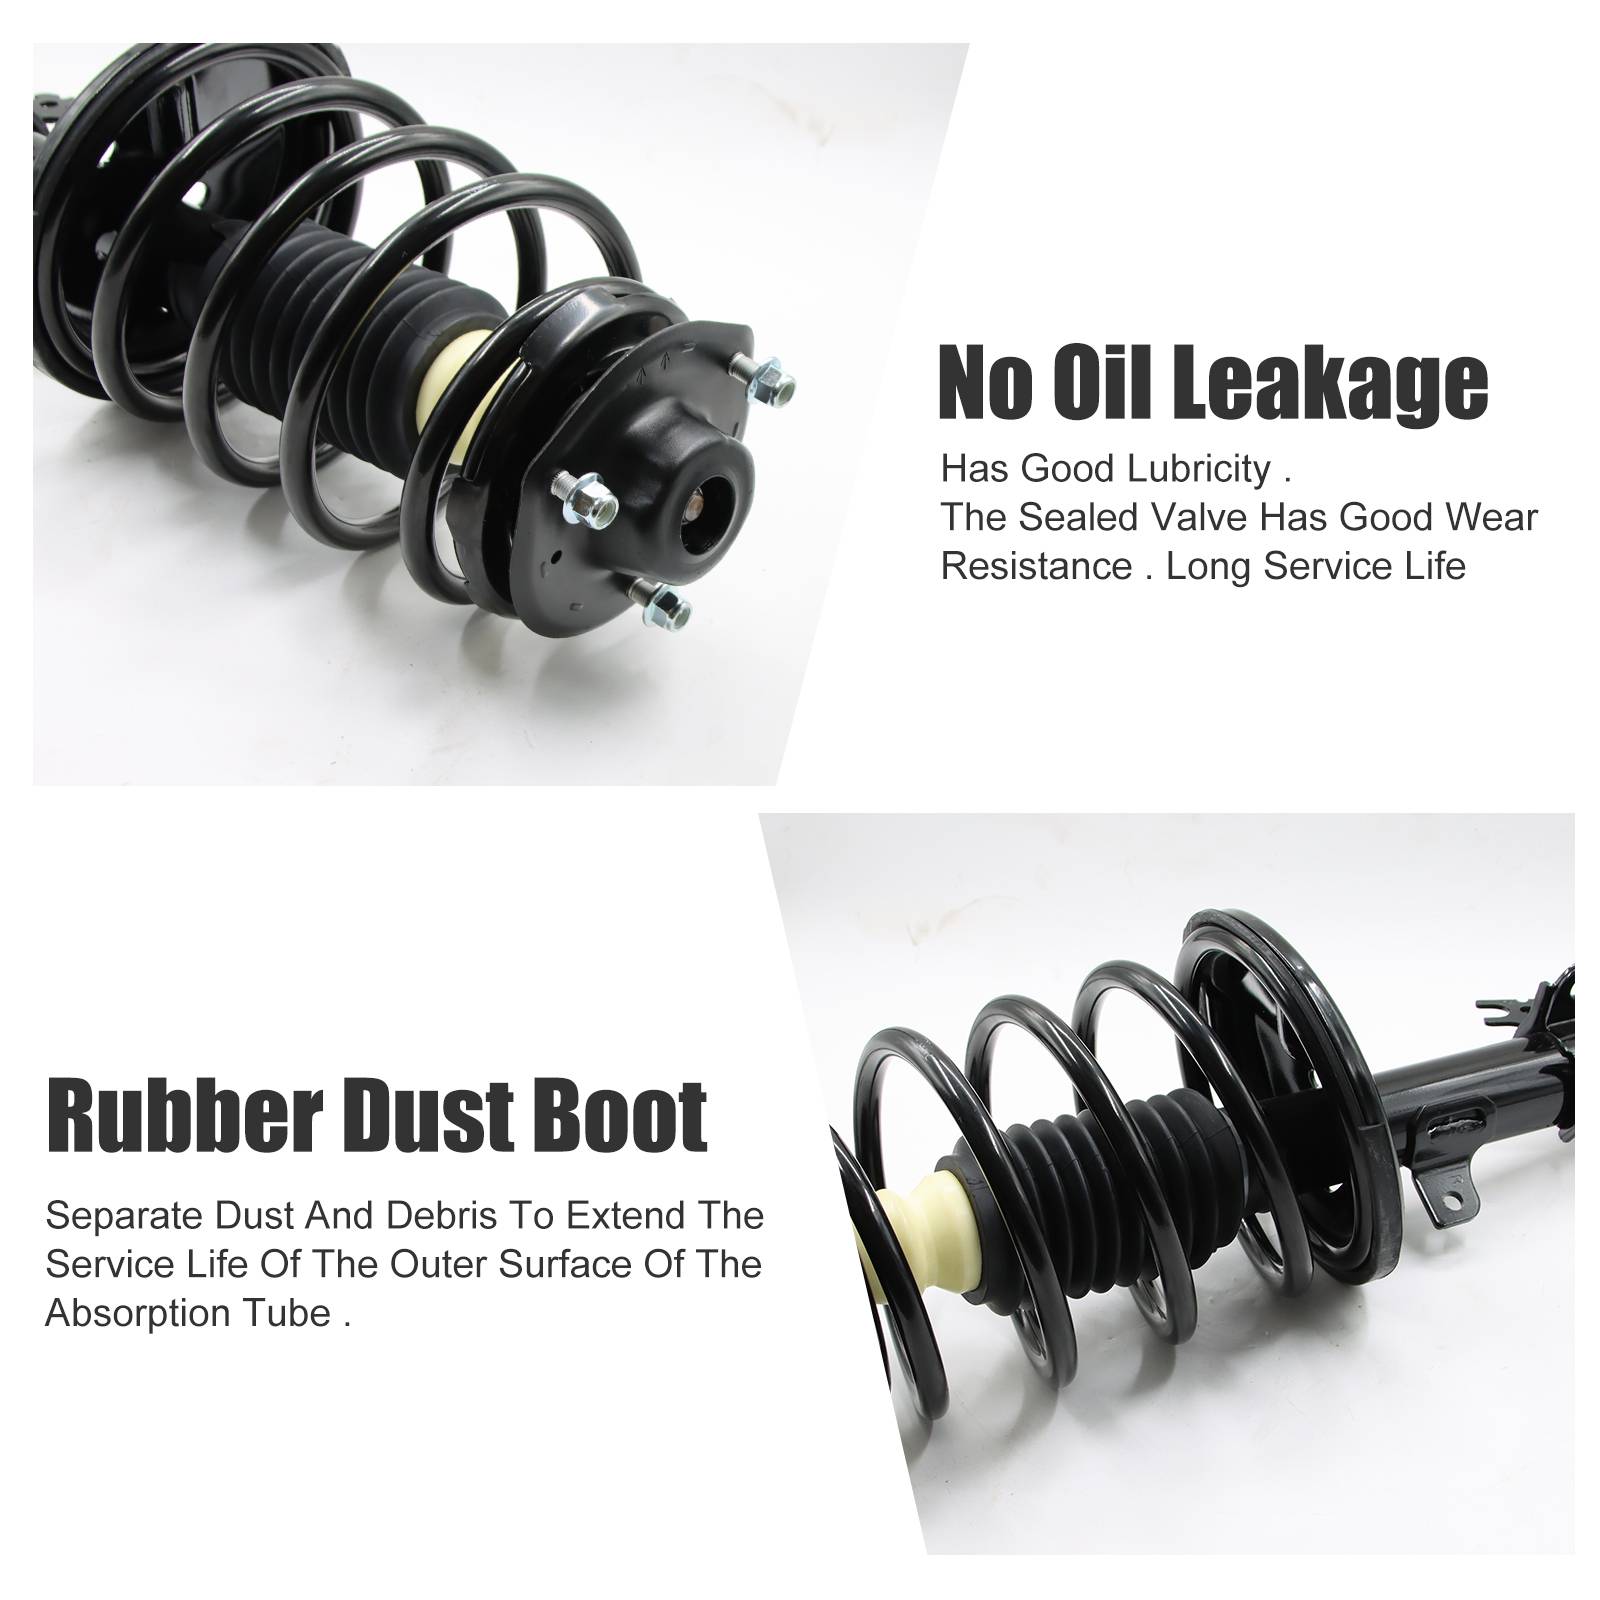 No Oil Leakage
Has Good Lubricity .
The Sealed Valve Has Good Wear
Resistance . Long Service Life
Rubber Dust Boot
Separate Dust And Debris To Extend The
Service Life Of The Outer Surface Of The
Absorption Tube .